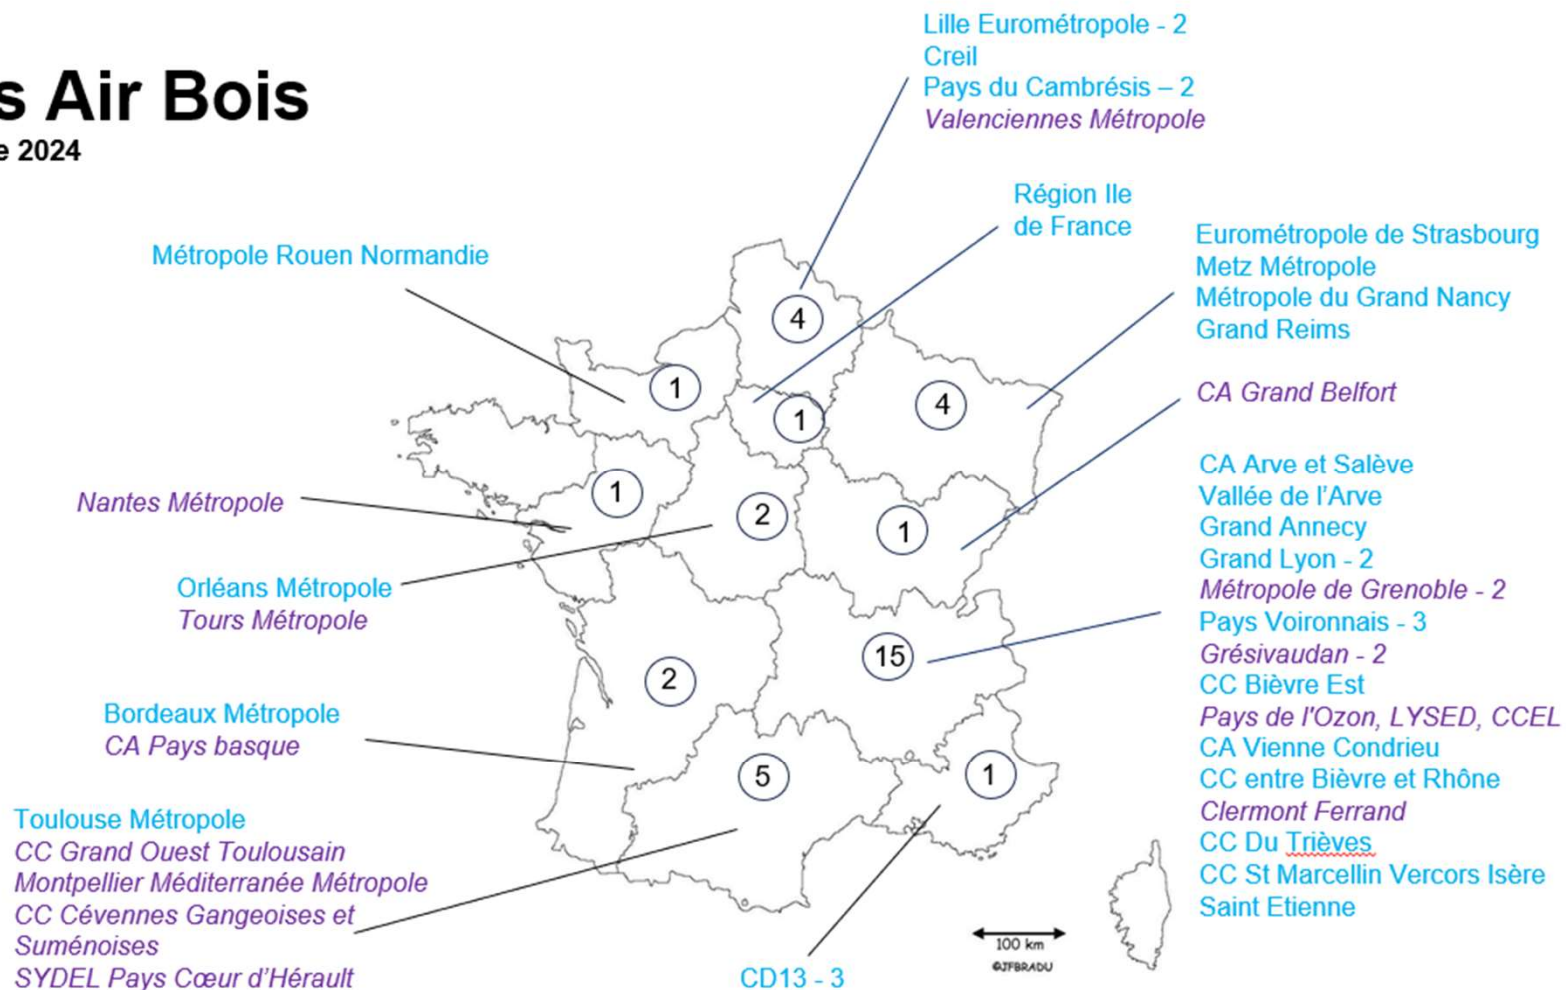 s Air Bois
e 2024
Lille Eurométropole - 2
Creil
Pays du Cambrésis – 2
Valenciennes Métropole
Région Ile
de France
Métropole Rouen Normandie
Eurométropole de Strasbourg
Metz Métropole
Métropole du Grand Nancy
Grand Reims
CA Grand Belfort
Nantes Métropole
Orléans Métropole
Tours Métropole
CA Arve et Salève
Vallée de l'Arve
Grand Annecy
Grand Lyon - 2
Métropole de Grenoble - 2
Pays Voironnais - 3
Grésivaudan - 2
CC Bièvre Est
Pays de l'Ozon, LYSED, CCEL
CA Vienne Condrieu
CC entre Bièvre et Rhône
Clermont Ferrand
CC Du Trièves
CC St Marcellin Vercors Isère
Saint Etienne
Bordeaux Métropole
CA Pays basque
Toulouse Métropole
CC Grand Ouest Toulousain
Montpellier Méditerranée Métropole
CC Cévennes Gangeoises et
Suménoises
SYDEL Pays Cœur d'Hérault
CD13 - 3
4
1
1
4
1
2
1
2
15
5
1
100 km
©JFBRADU